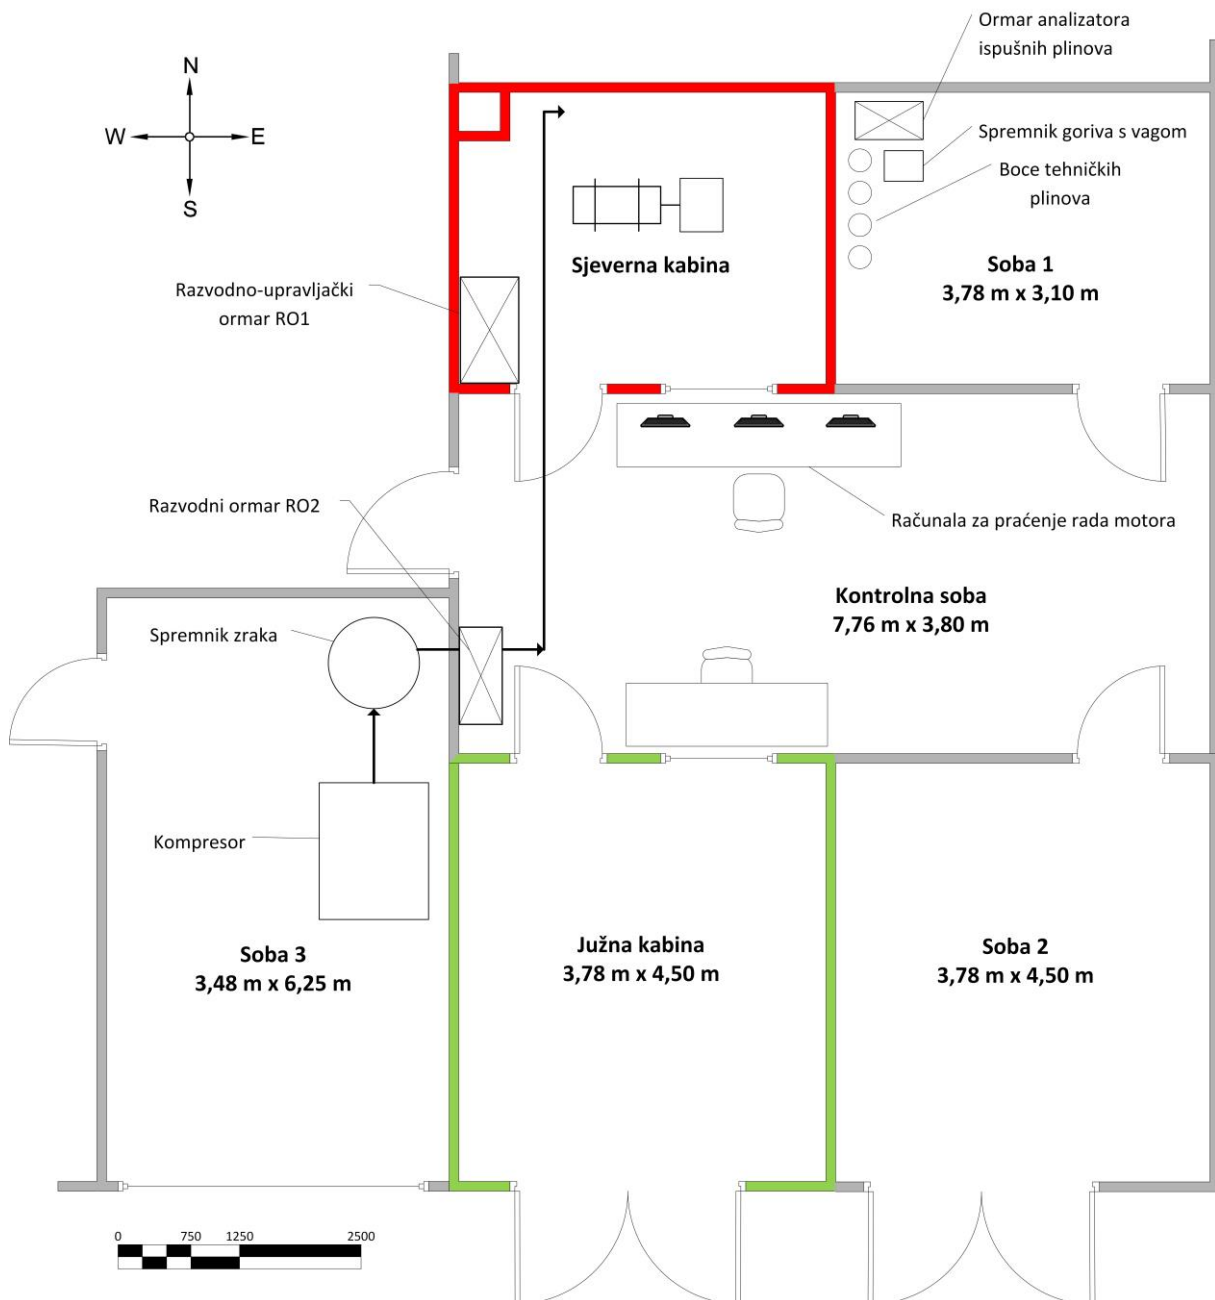 Ormar analizatora
ispušnih plinova
N
W
E
S
Spremnik goriva s vagom
Boce tehničkih
plinova
Sjeverna kabina
Soba 1
3,78 m x 3,10 m
Razvodno-upravljački
ormar RO1
Razvodni ormar RO2
Računala za praćenje rada motora
Kontrolna soba
7,76 m x 3,80 m
Spremnik zraka
Kompresor
Soba 3
3,48 m x 6,25 m
Južna kabina
3,78 m x 4,50 m
Soba 2
3,78 m x 4,50 m
0 750 1250 2500